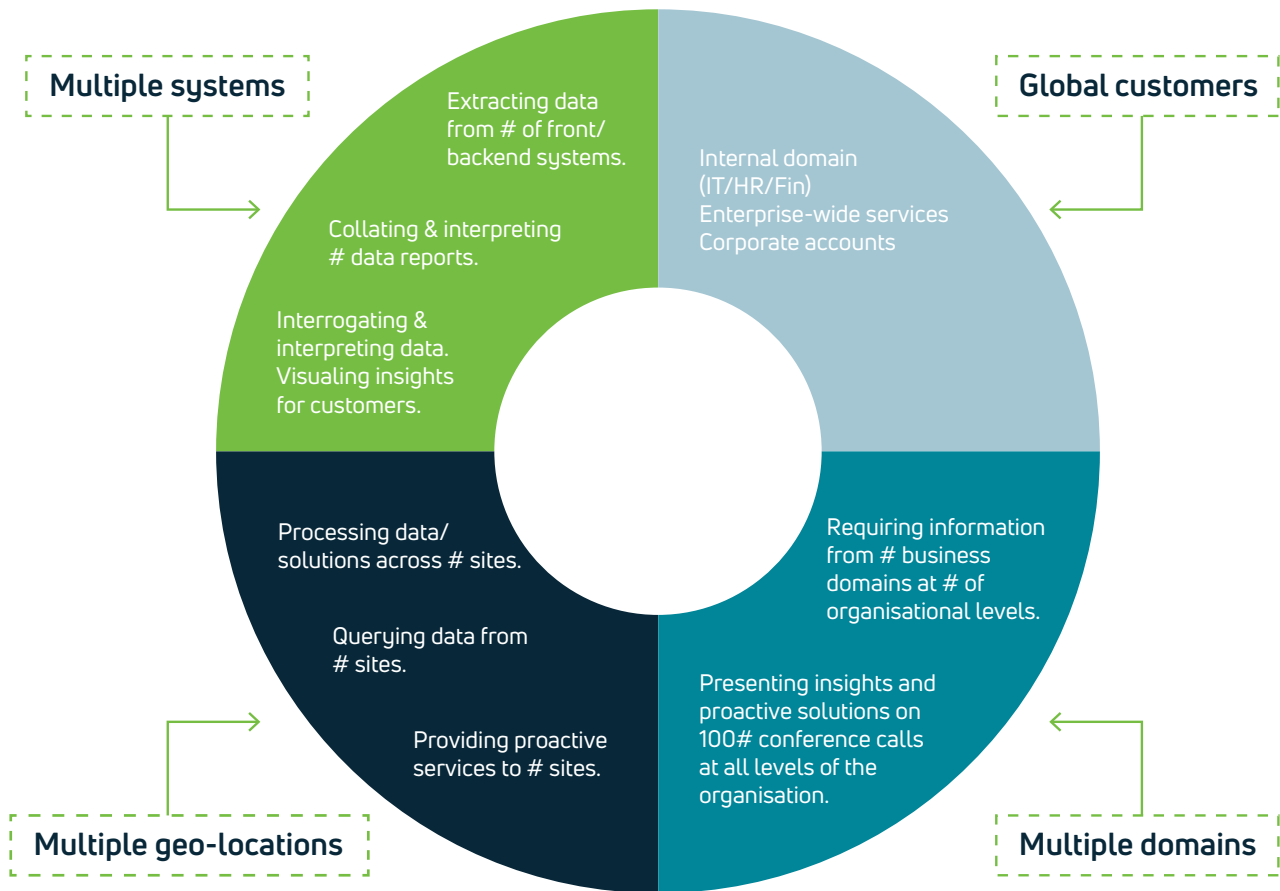 Multiple systems
Extracting data
from # of front/
backend systems.
Collating & interpreting
# data reports.
Interrogating &
interpreting data.
Visualing insights
for customers.
Global customers
Internal domain
(IT/HR/Fin)
Enterprise-wide services
Corporate accounts
Processing data/
solutions across # sites.
Querying data from
# sites.
Providing proactive
services to # sites.
Multiple geo-locations
Requiring information
from # business
domains at # of
organisational levels.
Presenting insights and
proactive solutions on
100# conference calls
at all levels of the
organisation.
Multiple domains